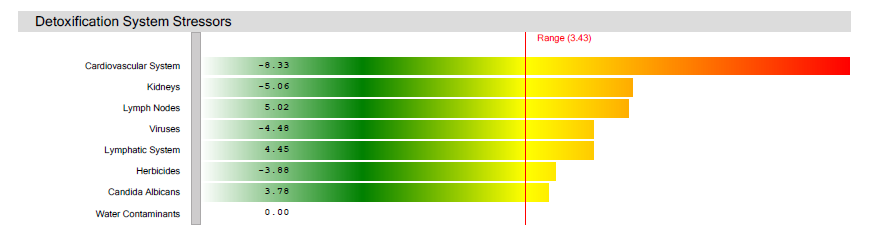 Detoxification System Stressors
Range (3.43)
Cardiovascular System -8.33
Kidneys -5.06
Lymph Nodes 5.02
Viruses -4.48
Lymphatic System 4.45
Herbicides -3.88
Candida Albicans 3.78
Water Contaminants 0.00